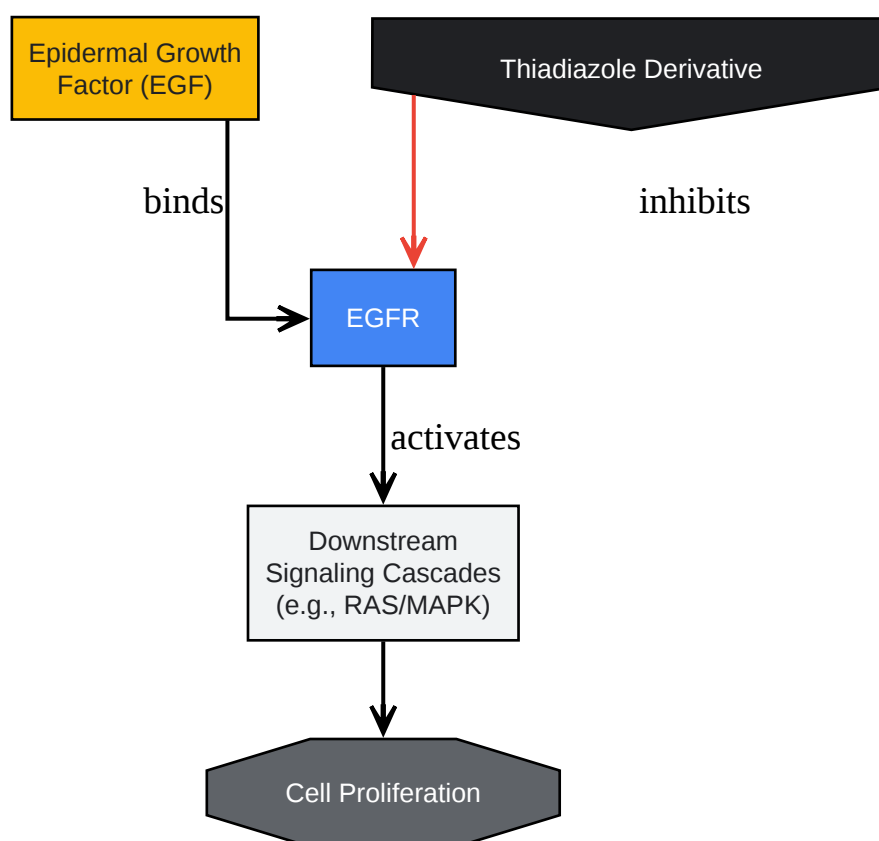 Epidermal Growth
Factor (EGF)
Thiadiazole Derivative
binds
inhibits
EGFR
activates
Downstream
Signaling Cascades
(e.g., RAS/MAPK)
Cell Proliferation